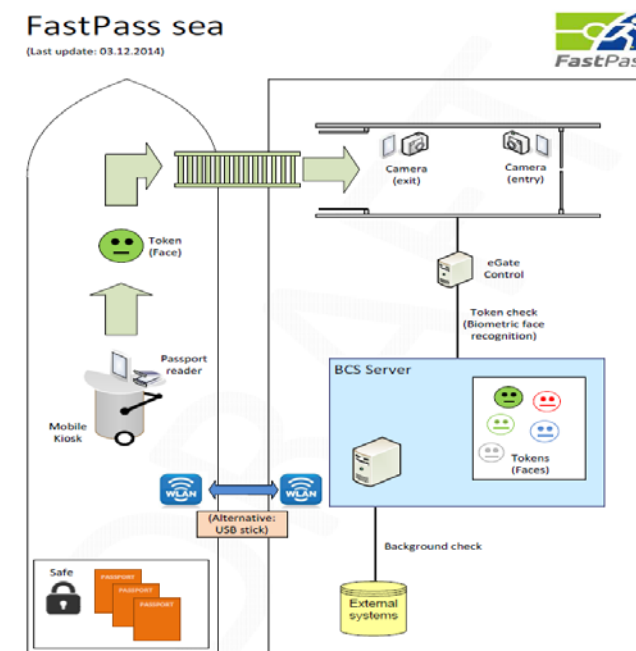 FastPass sea
(Last update: 03.12.2014)
FastPas
Camera
(exit)
Camera
(entry)
Token
(Face)
eGate
Control
Token check
(Biometric face
recognition)
Passport
reader
BCS Server
Mobile
Kiosk
Tokens
(Faces)
WLAN
WLAN
(Alternative:
USB stick)
Background check
Safe
PASSPORT
PASSPORT
PASSPORT
External
systems
DRAFT